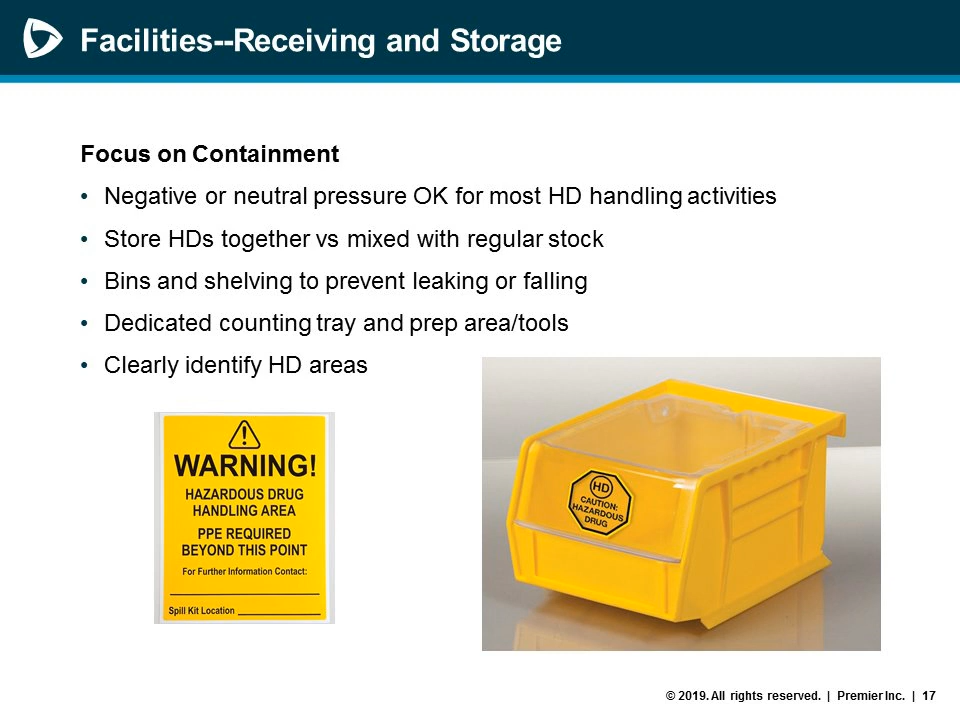 Facilities--Receiving and Storage
Focus on Containment
• Negative or neutral pressure OK for most HD handling activities
• Store HDs together vs mixed with regular stock
• Bins and shelving to prevent leaking or falling
• Dedicated counting tray and prep area/tools
• Clearly identify HD areas
WARNING!
HAZARDOUS DRUG
HANDLING AREA
PPE REQUIRED
BEYOND THIS POINT
For Further Information Contact:
Spill Kit Location
HD
CAUTION:
HAZARDOUS
DRUG
© 2019. All rights reserved. | Premier Inc. | 17